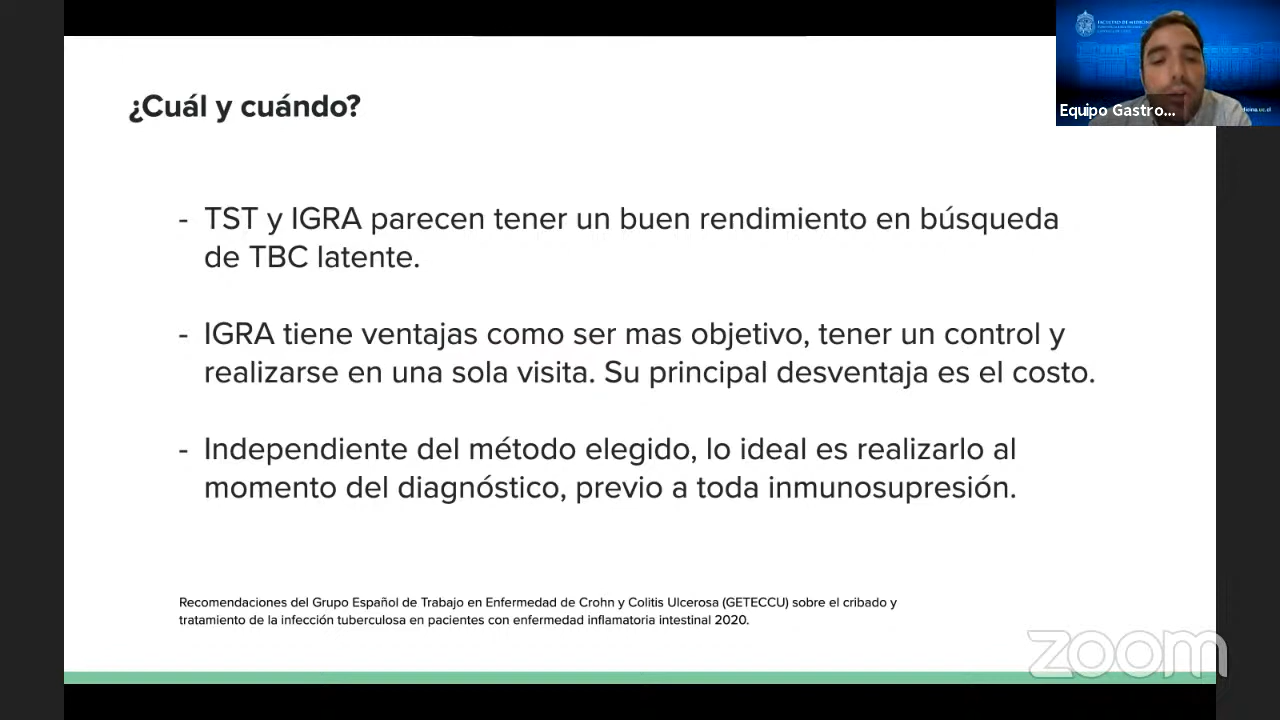 ¿Cuál y cuándo?
- TST y IGRA parecen tener un buen rendimiento en búsqueda
de TBC latente.
- IGRA tiene ventajas como ser mas objetivo, tener un control y
realizarse en una sola visita. Su principal desventaja es el costo.
- Independiente del método elegido, lo ideal es realizarlo al
momento del diagnóstico, previo a toda inmunosupresión.
Recomendaciones del Grupo Español de Trabajo en Enfermedad de Crohn y Colitis Ulcerosa (GETECCU) sobre el cribado y
tratamiento de la infección tuberculosa en pacientes con enfermedad inflamatoria intestinal 2020.
FACULTAD DE MEDICINA
Equipo Gastro...
zoom